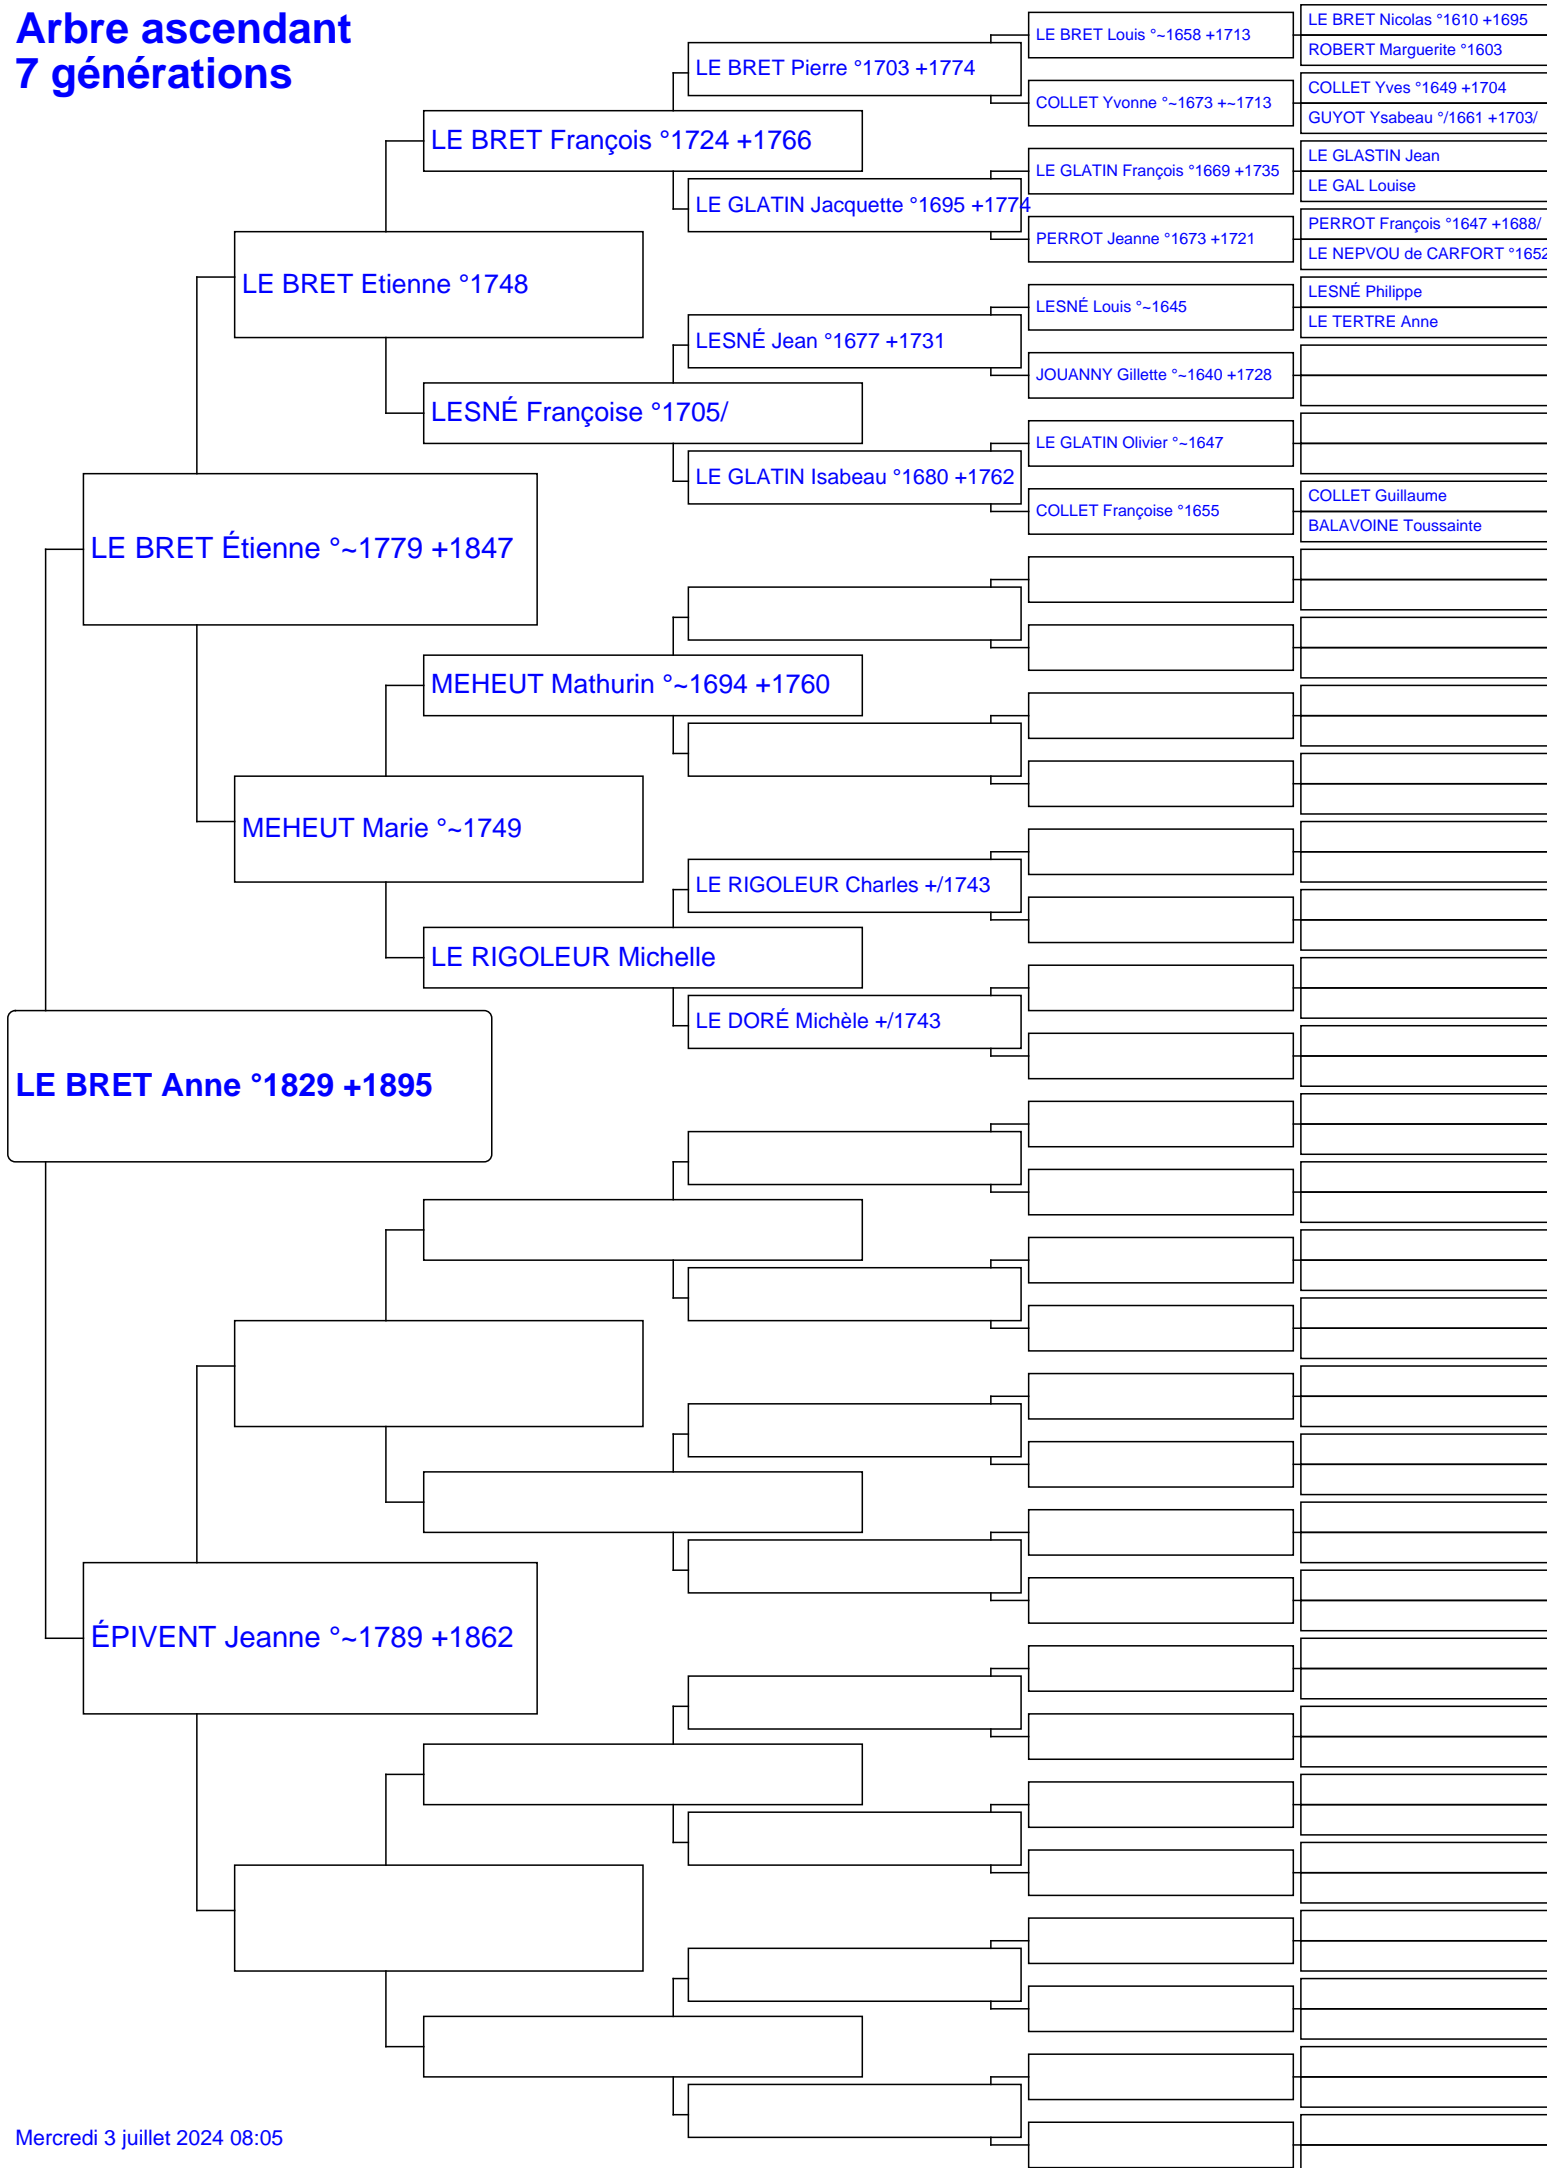 Arbre ascendant
7 générations
LE BRET Nicolas °1610 +1695
LE BRET Louis °~1658 +1713
ROBERT Marguerite °1603
LE BRET Pierre °1703 +1774
COLLET Yves °1649 +1704
COLLET Yvonne °~1673 +~1713
GUYOT Ysabeau °/1661 +1703/
LE BRET François °1724 +1766
LE GLASTIN Jean
LE GLATIN François °1669 +1735
LE GAL Louise
LE GLATIN Jacquette °1695 +1774
PERROT François °1647 +1688/
PERROT Jeanne °1673 +1721
LE NEPVOU de CARFORT °1652
LE BRET Etienne °1748
LESNÉ Philippe
LESNÉ Louis °~1645
LE TERTRE Anne
LESNÉ Jean °1677 +1731
JOUANNY Gillette °~1640 +1728
LESNÉ Françoise °1705/
LE GLATIN Olivier °~1647
LE GLATIN Isabeau °1680 +1762
COLLET Guillaume
COLLET Françoise °1655
BALAVOINE Toussainte
LE BRET Étienne °~1779 +1847
MEHEUT Mathurin °~1694 +1760
MEHEUT Marie °~1749
LE RIGOLEUR Charles +/1743
LE RIGOLEUR Michelle
LE DORÉ Michèle +/1743
LE BRET Anne °1829 +1895
ÉPIVENT Jeanne °~1789 +1862
Mercredi 3 juillet 2024 08:05